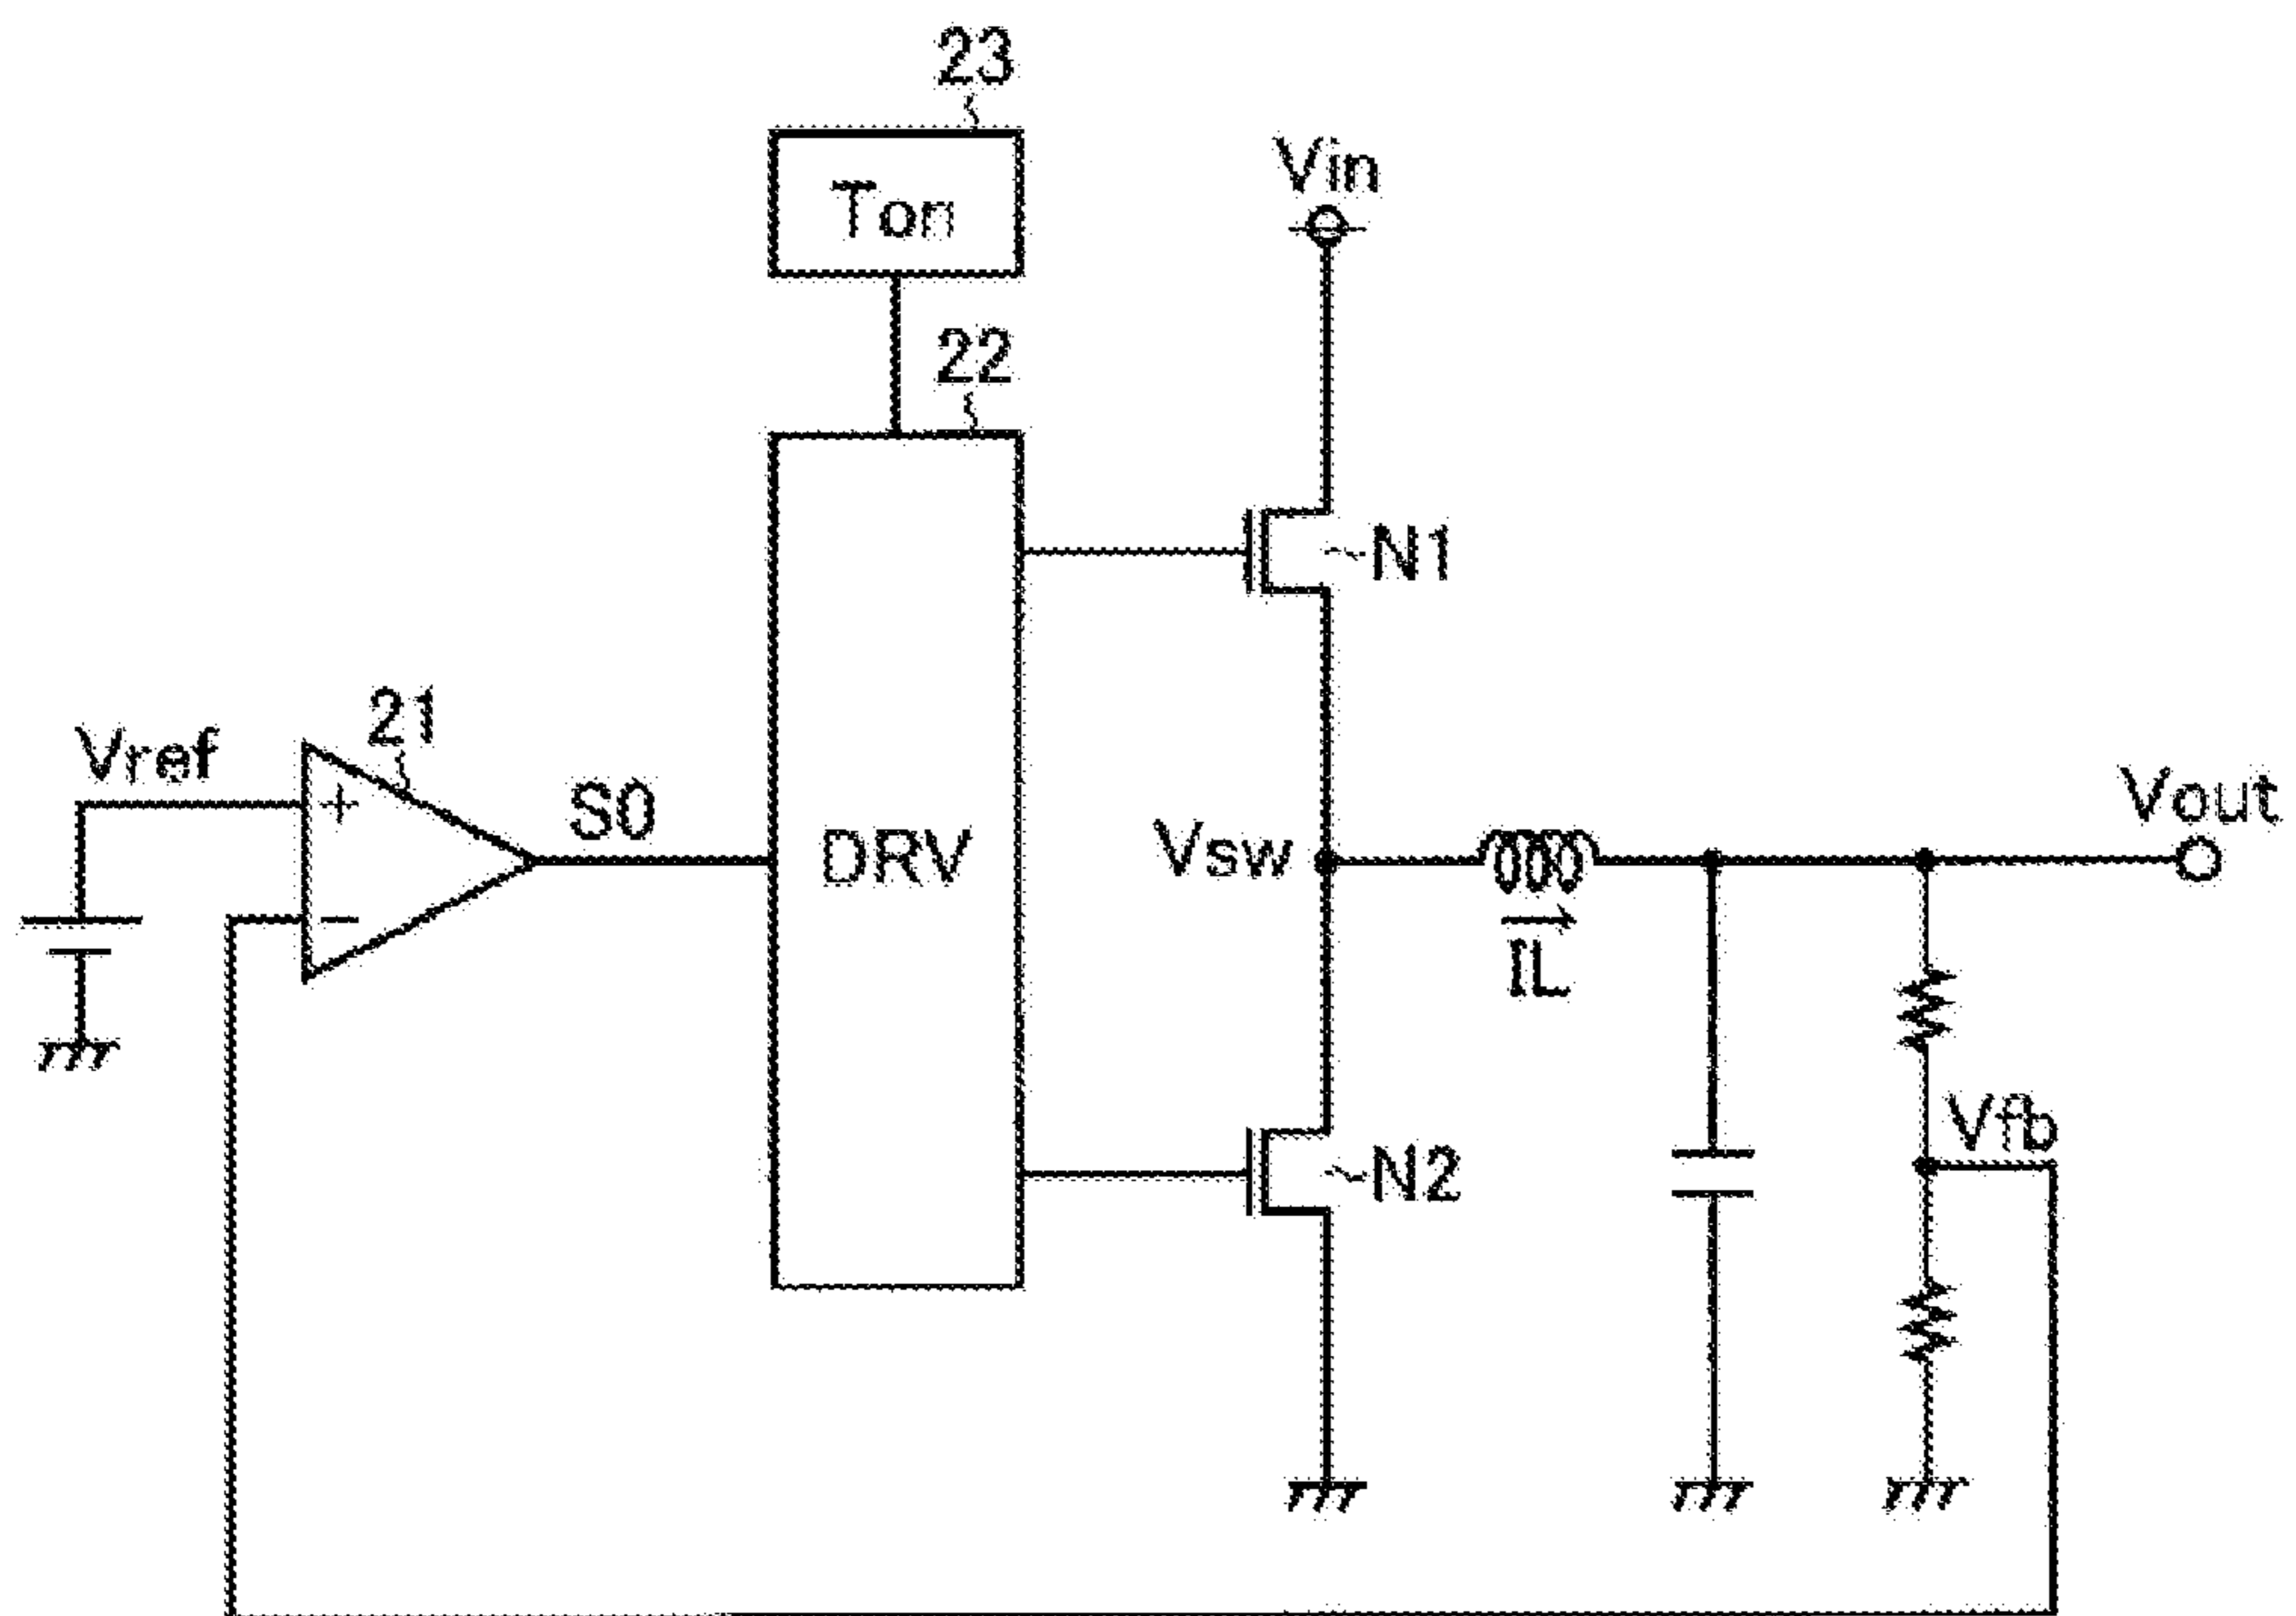 23
Ton
Vin
22
N1
21
Vref
+
S0
DRV
Vsw
Vout
−
IL
Vfb
N2